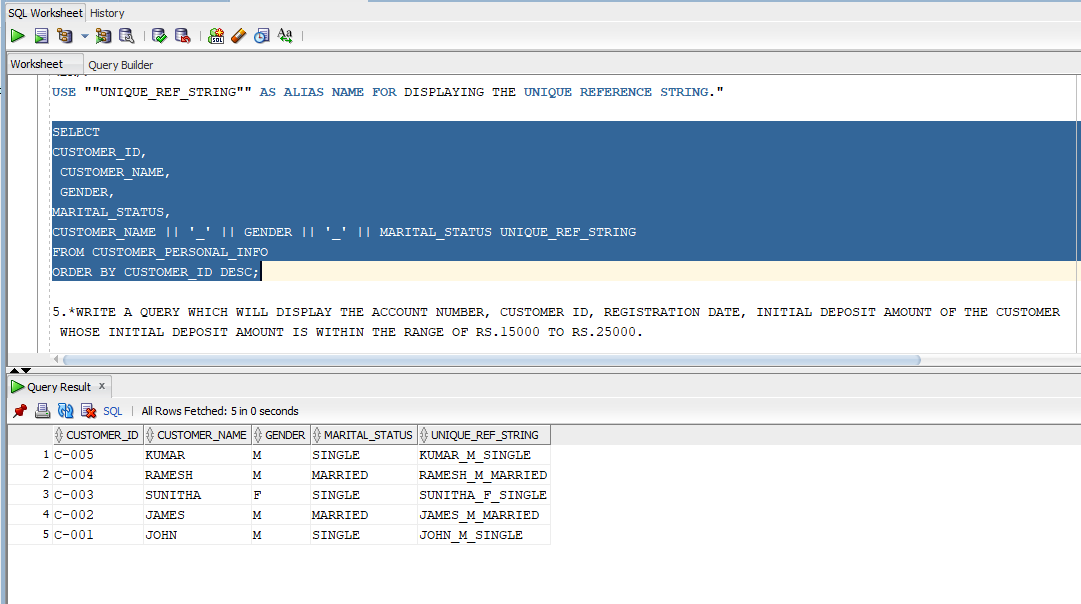 SQL Worksheet History
Aa
Worksheet Query Builder
USE ""UNIQUE_REF_STRING"" AS ALIAS NAME FOR DISPLAYING THE UNIQUE REFERENCE STRING."
SELECT
CUSTOMER_ID,
CUSTOMER_NAME,
GENDER,
MARITAL_STATUS,
CUSTOMER_NAME || '_' || GENDER || '_' || MARITAL_STATUS UNIQUE_REF_STRING
FROM CUSTOMER_PERSONAL_INFO
ORDER BY CUSTOMER_ID DESC;
5.*WRITE A QUERY WHICH WILL DISPLAY THE ACCOUNT NUMBER, CUSTOMER ID, REGISTRATION DATE, INITIAL DEPOSIT AMOUNT OF THE CUSTOMER
WHOSE INITIAL DEPOSIT AMOUNT IS WITHIN THE RANGE OF RS.15000 TO RS.25000.
Query Result x
SQL | All Rows Fetched: 5 in 0 seconds
CUSTOMER_ID CUSTOMER_NAME GENDER MARITAL_STATUS UNIQUE_REF_STRING
1 C-005 KUMAR M SINGLE KUMAR_M_SINGLE
2 C-004 RAMESH M MARRIED RAMESH_M_MARRIED
3 C-003 SUNITHA F SINGLE SUNITHA_F_SINGLE
4 C-002 JAMES M MARRIED JAMES_M_MARRIED
5 C-001 JOHN M SINGLE JOHN_M_SINGLE